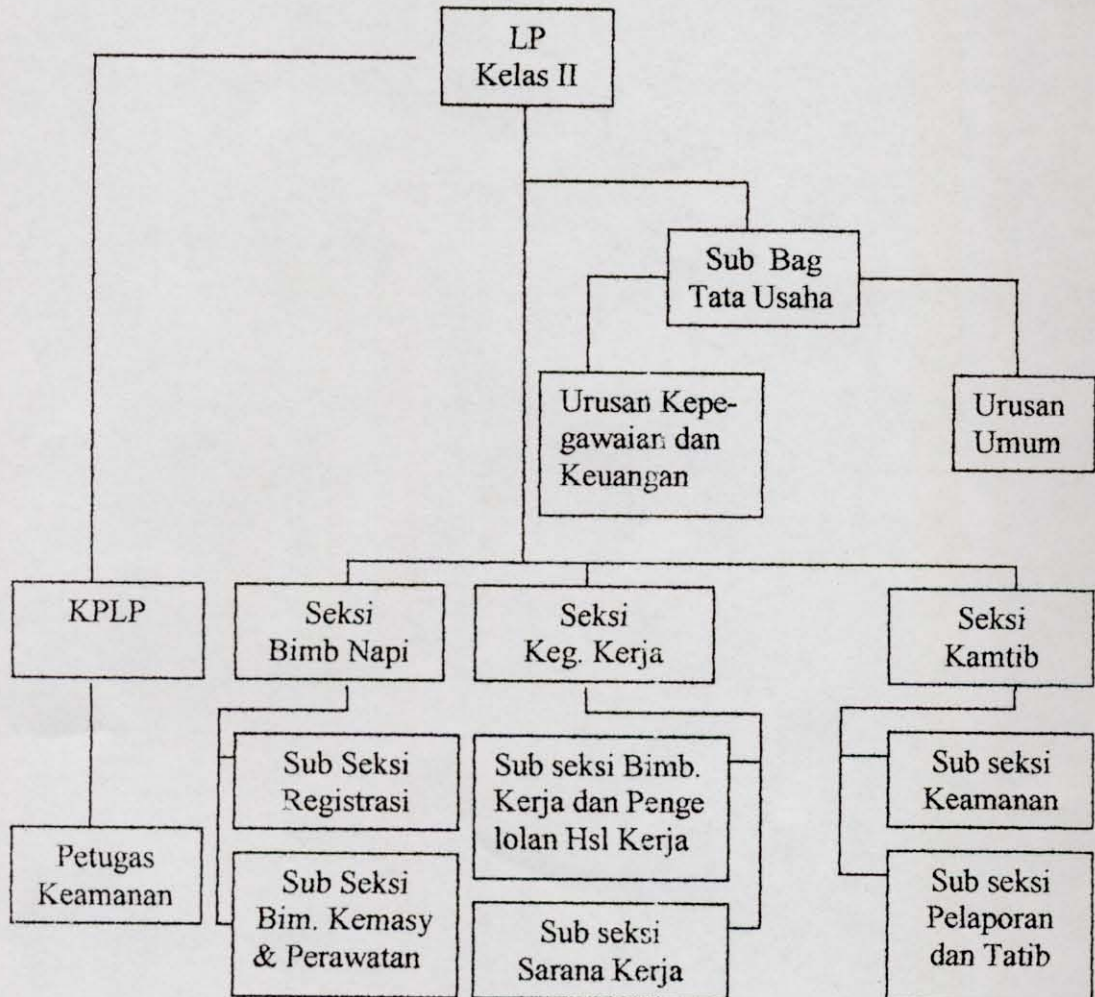 LP
Kelas II
Sub Bag
Tata Usaha
Urusan Kepe-
gawaian dan
Keuangan
Urusan
Umum
KPLP
Seksi
Bimb Napi
Seksi
Keg. Kerja
Seksi
Kamtib
Sub Seksi
Registrasi
Sub seksi Bimb.
Kerja dan Penge
lolan Hsl Kerja
Sub seksi
Keamanan
Petugas
Keamanan
Sub Seksi
Bim. Kemasy
& Perawatan
Sub seksi
Sarana Kerja
Sub seksi
Pelaporan
dan Tatib